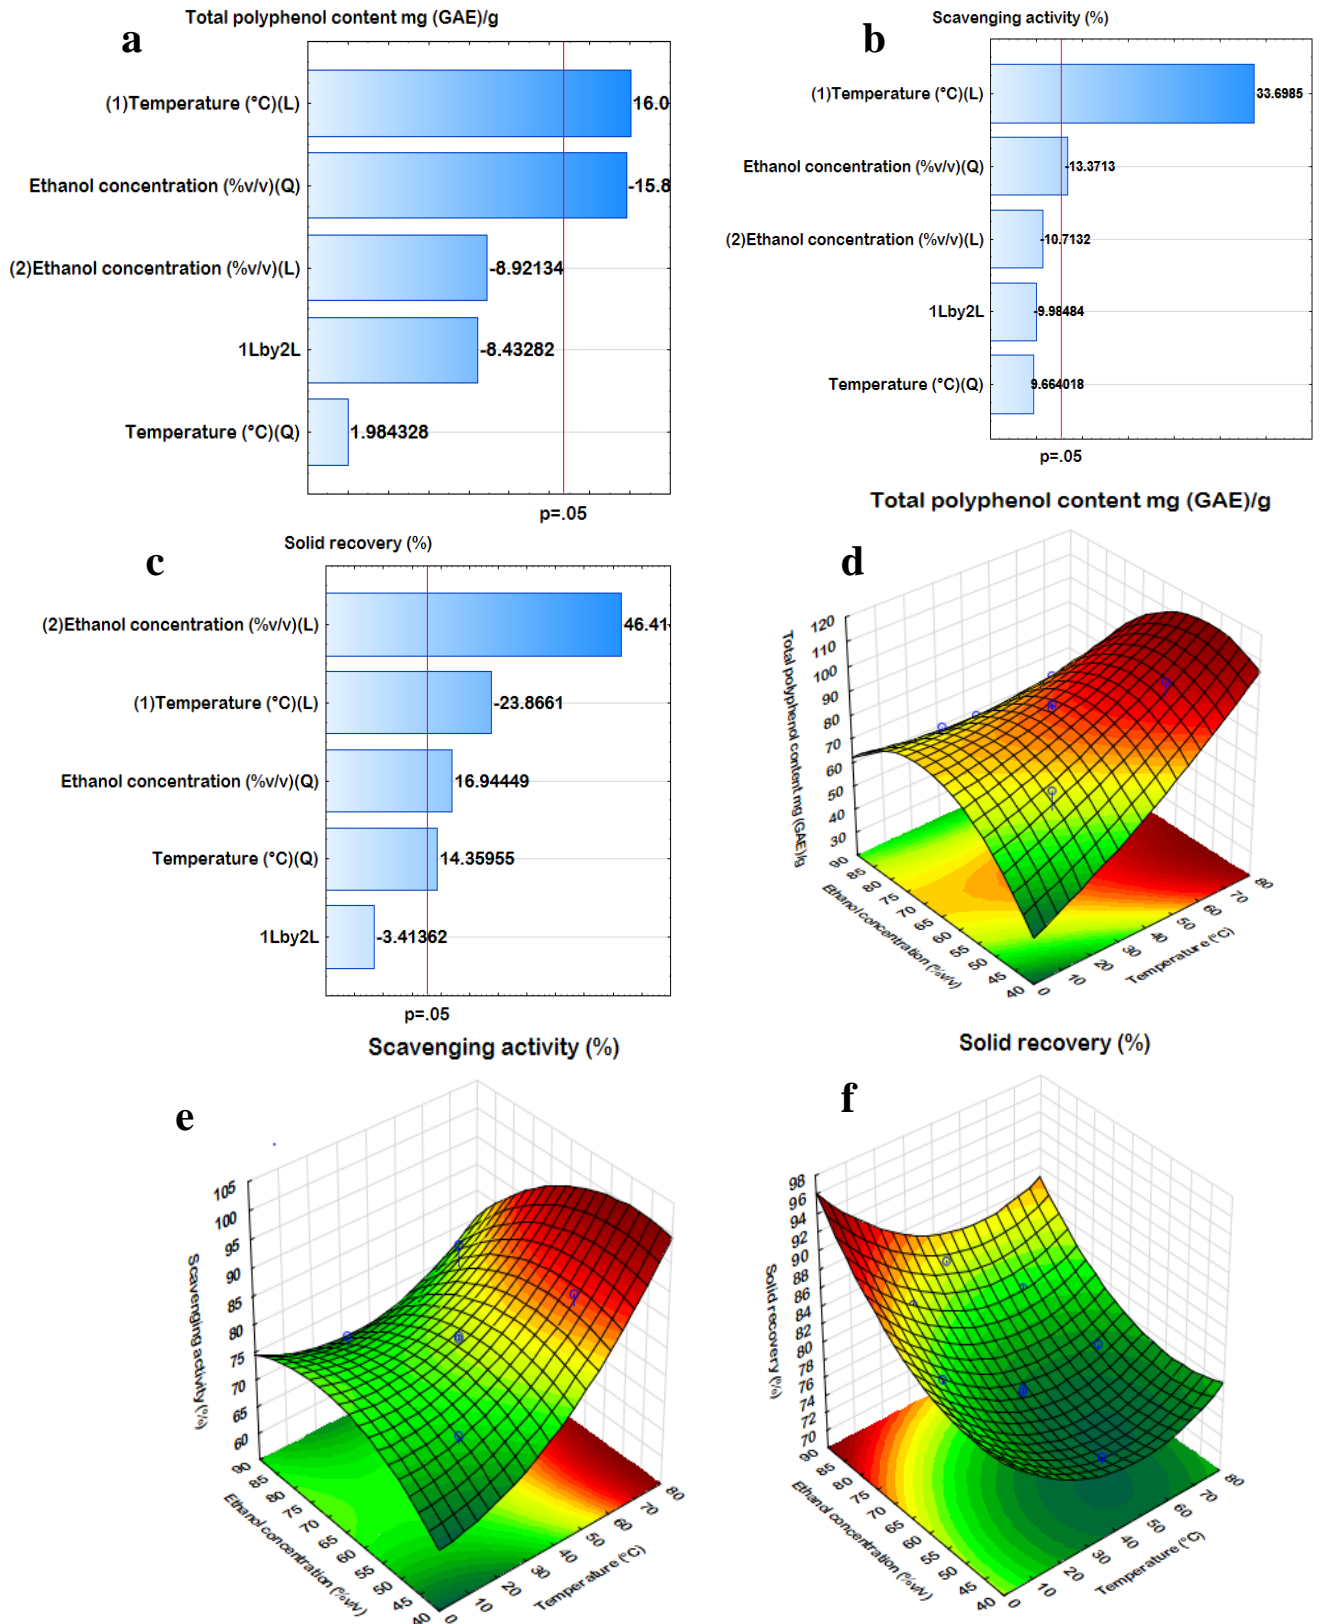 Total polyphenol content mg (GAE)/g
a
(1)Temperature (°C)(L)
16.0
Ethanol concentration (%v/v)(Q)
-15.8
(2)Ethanol concentration (%v/v)(L)
-8.92134
1Lby2L
-8.43282
Temperature (°C)(Q)
1.984328
p=.05
Scavenging activity (%)
b
(1)Temperature (°C)(L)
33.6985
Ethanol concentration (%v/v)(Q)
-13.3713
(2)Ethanol concentration (%v/v)(L)
-10.7132
1Lby2L
-9.98484
Temperature (°C)(Q)
9.664018
p=.05
Solid recovery (%)
c
(2)Ethanol concentration (%v/v)(L)
46.41
(1)Temperature (°C)(L)
-23.8661
Ethanol concentration (%v/v)(Q)
16.94449
Temperature (°C)(Q)
14.35955
1Lby2L
-3.41362
p=.05
Total polyphenol content mg (GAE)/g
d
120
110
100
90
80
70
60
50
40
30
Total polyphenol content mg (GAE)/g
90
85
80
75
70
65
60
55
50
45
40
Ethanol concentration (%v/v)
0
10
20
30
40
50
60
70
80
Temperature (°C)
Scavenging activity (%)
e
105
100
95
90
85
80
75
70
65
60
Scavenging activity (%)
90
85
80
75
70
65
60
55
50
45
40
Ethanol concentration (%v/v)
0
10
20
30
40
50
60
70
80
Temperature (°C)
Solid recovery (%)
f
98
96
94
92
90
88
86
84
82
80
78
76
74
72
70
Solid recovery (%)
90
85
80
75
70
65
60
55
50
45
40
Ethanol concentration (%v/v)
0
10
20
30
40
50
60
70
80
Temperature (°C)